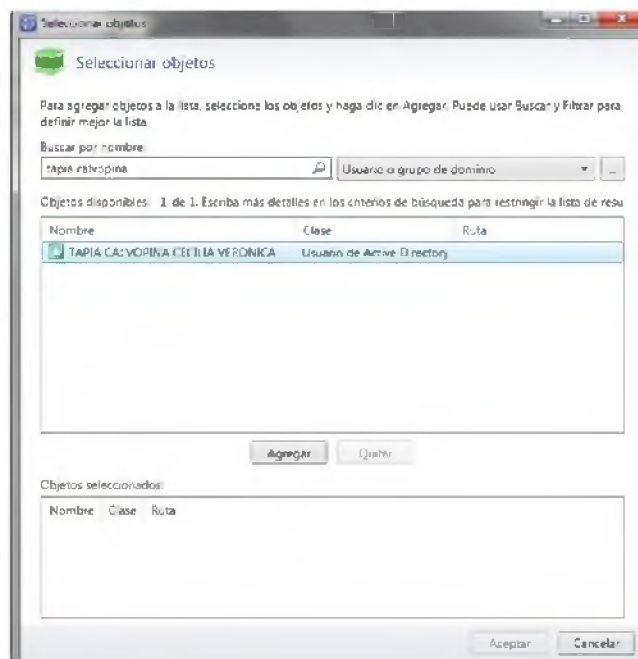 Seleccionar objetos
Seleccionar objetos
Para agregar objetos a la lista, seleccione los objetos y haga clic en Agregar. Puede usar Buscar y Filtrar para
definir mejor la lista.
Buscar por nombre
tapia calvopina
Usuario o grupo de dominio
...
Objetos disponibles: 1 de 1. Escriba más detalles en los criterios de búsqueda para restringir la lista de resu
Nombre Clase Ruta
TAPIA CALVOPINA CECILIA VERONICA Usuario de Active Directory
Agregar Quitar
Objetos seleccionados:
Nombre Clase Ruta
Aceptar Cancelar